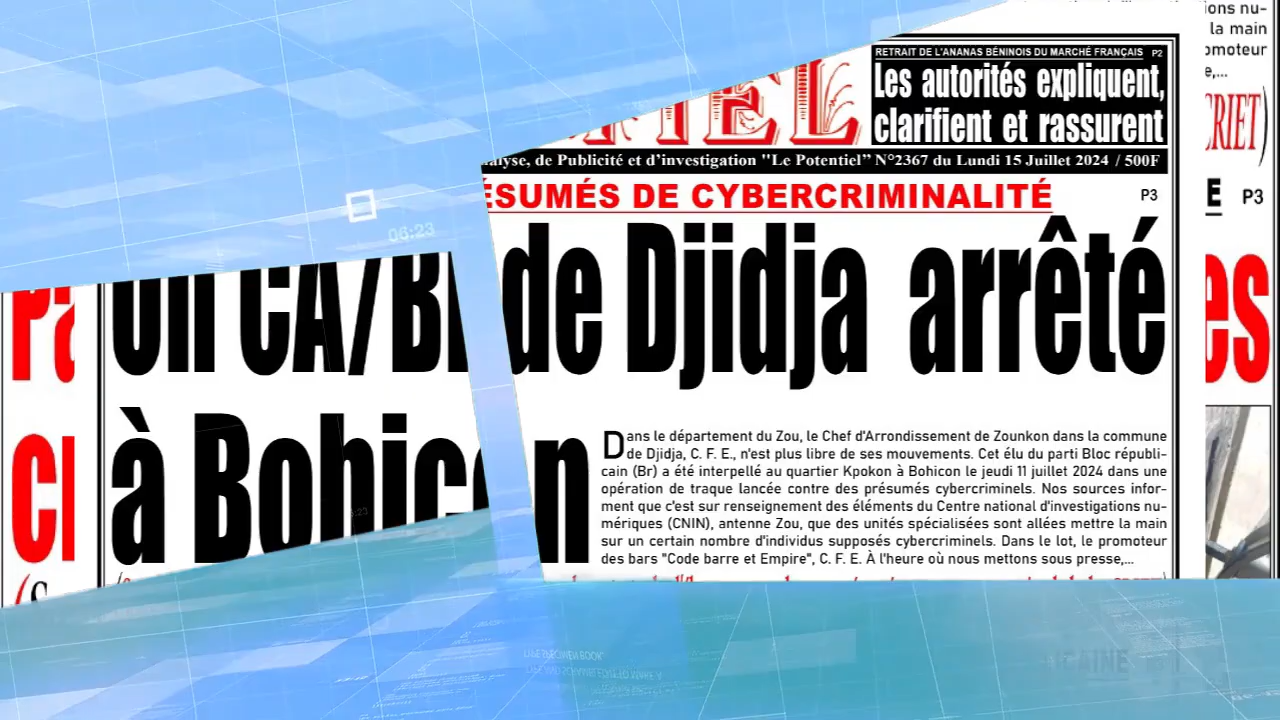 RETRAIT DE L'ANANAS BÉNINOIS DU MARCHÉ FRANÇAIS P2
Les autorités expliquent,
clarifient et rassurent
de Publicité et d'investigation "Le Potentiel" N°2367 du Lundi 15 Juillet 2024 / 500F
ÉSUMÉS DE CYBERCRIMINALITÉ P3
Un CA/BR de Djidja arrêté
à Bohicon
Dans le département du Zou, le Chef d'Arrondissement de Zounkon dans la commune
de Djidja, C. F. E., n'est plus libre de ses mouvements. Cet élu du parti Bloc républi-
cain (Br) a été interpellé au quartier Kpokon à Bohicon le jeudi 11 juillet 2024 dans une
opération de traque lancée contre des présumés cybercriminels. Nos sources infor-
ment que c'est sur renseignement des éléments du Centre national d'investigations nu-
mériques (CNIN), antenne Zou, que des unités spécialisées sont allées mettre la main
sur un certain nombre d'individus supposés cybercriminels. Dans le lot, le promoteur
des bars "Code barre et Empire", C. F. E. À l'heure où nous mettons sous presse,...
ions nu-
la main
omoteur
e,...
CRIET)
E P3
es
06:23